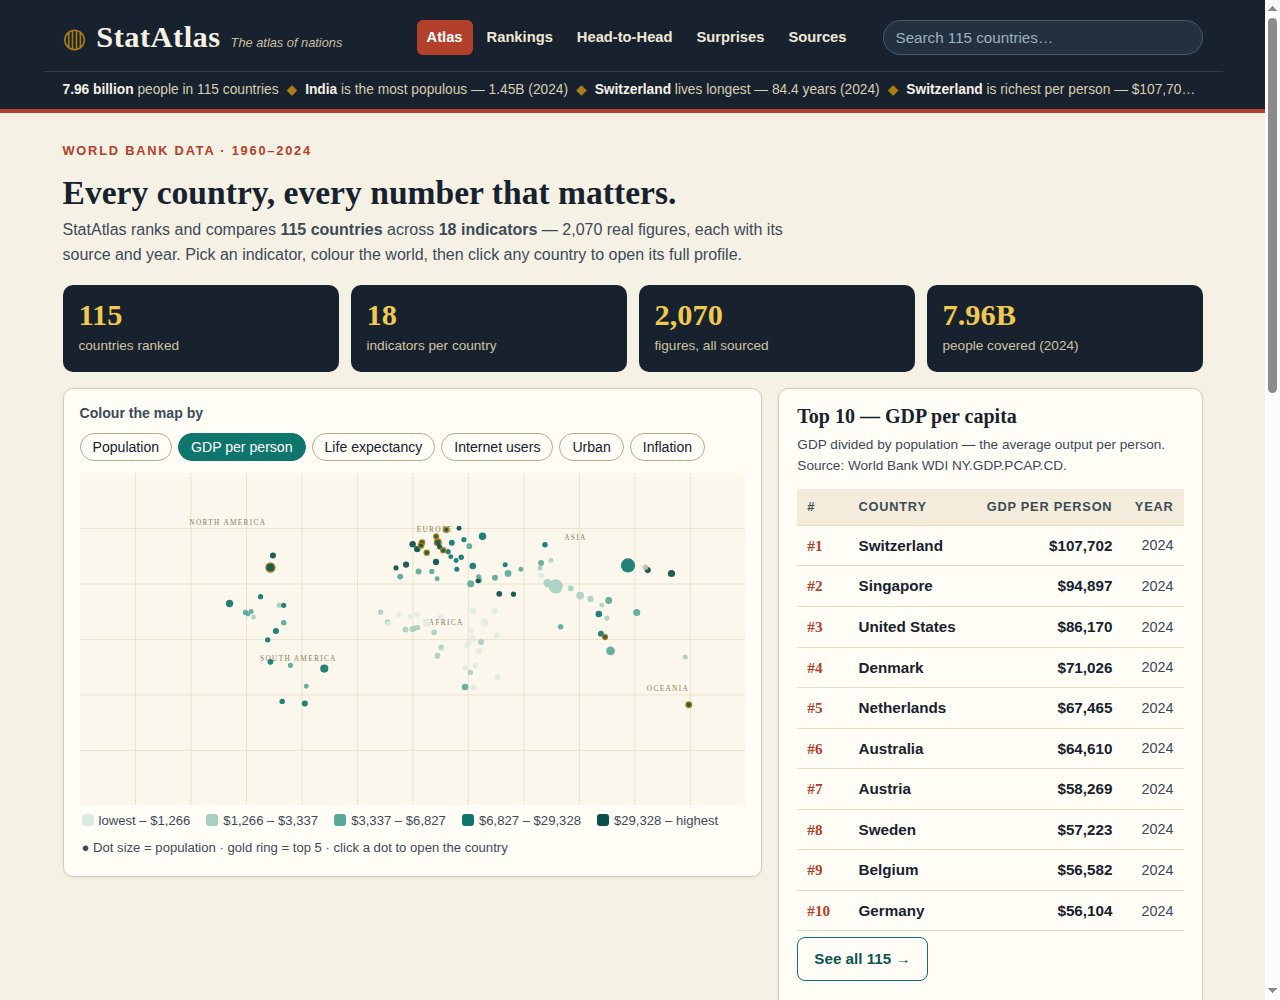 StatAtlas The atlas of nations
Atlas Rankings Head-to-Head Surprises Sources
Search 115 countries…
7.96 billion people in 115 countries ◆ India is the most populous — 1.45B (2024) ◆ Switzerland lives longest — 84.4 years (2024) ◆ Switzerland is richest per person — $107,70…
WORLD BANK DATA · 1960–2024
Every country, every number that matters.
StatAtlas ranks and compares 115 countries across 18 indicators — 2,070 real figures, each with its
source and year. Pick an indicator, colour the world, then click any country to open its full profile.
115
countries ranked
18
indicators per country
2,070
figures, all sourced
7.96B
people covered (2024)
Colour the map by
Population GDP per person Life expectancy Internet users Urban Inflation
NORTH AMERICA
EUROPE
ASIA
AFRICA
SOUTH AMERICA
OCEANIA
lowest – $1,266 $1,266 – $3,337 $3,337 – $6,827 $6,827 – $29,328 $29,328 – highest
● Dot size = population · gold ring = top 5 · click a dot to open the country
Top 10 — GDP per capita
GDP divided by population — the average output per person.
Source: World Bank WDI NY.GDP.PCAP.CD.
# COUNTRY GDP PER PERSON YEAR
#1 Switzerland $107,702 2024
#2 Singapore $94,897 2024
#3 United States $86,170 2024
#4 Denmark $71,026 2024
#5 Netherlands $67,465 2024
#6 Australia $64,610 2024
#7 Austria $58,269 2024
#8 Sweden $57,223 2024
#9 Belgium $56,582 2024
#10 Germany $56,104 2024
See all 115 →